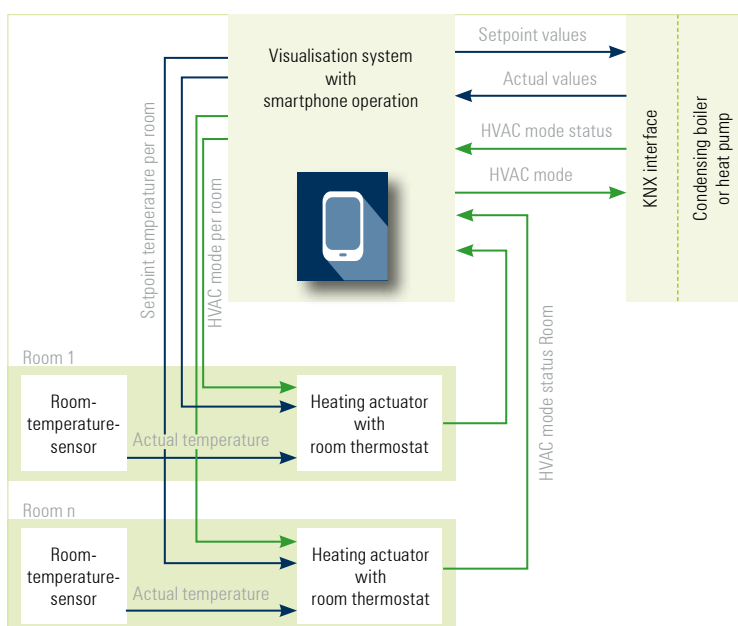 Visualisation system
with
smartphone operation
Setpoint values
Actual values
HVAC mode status
HVAC mode
KNX interface
Condensing boiler
or heat pump
Setpoint temperature per room
HVAC mode per room
HVAC mode status Room
Room 1
Room-
temperature-
sensor
Actual temperature
Heating actuator
with
room thermostat
Room n
Room-
temperature-
sensor
Actual temperature
Heating actuator
with
room thermostat